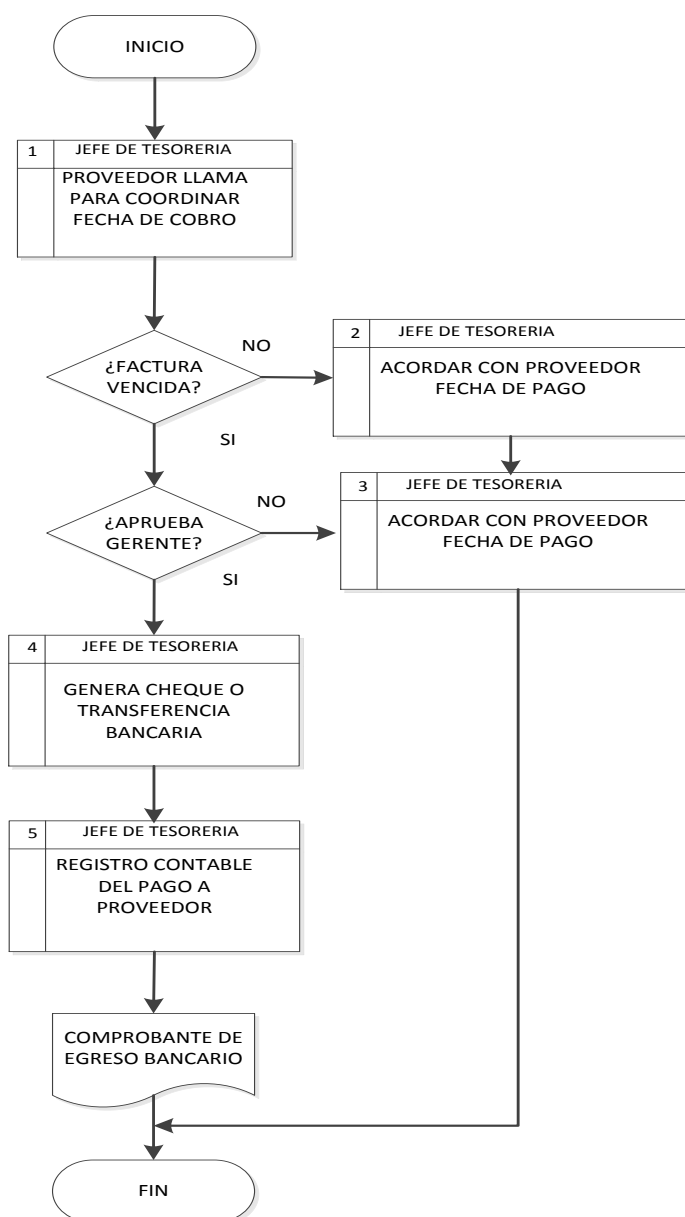 INICIO
1 JEFE DE TESORERIA
PROVEEDOR LLAMA
PARA COORDINAR
FECHA DE COBRO
¿FACTURA
VENCIDA?
NO
SI
2 JEFE DE TESORERIA
ACORDAR CON PROVEEDOR
FECHA DE PAGO
¿APRUEBA
GERENTE?
NO
SI
3 JEFE DE TESORERIA
ACORDAR CON PROVEEDOR
FECHA DE PAGO
4 JEFE DE TESORERIA
GENERA CHEQUE O
TRANSFERENCIA
BANCARIA
5 JEFE DE TESORERIA
REGISTRO CONTABLE
DEL PAGO A
PROVEEDOR
COMPROBANTE DE
EGRESO BANCARIO
FIN